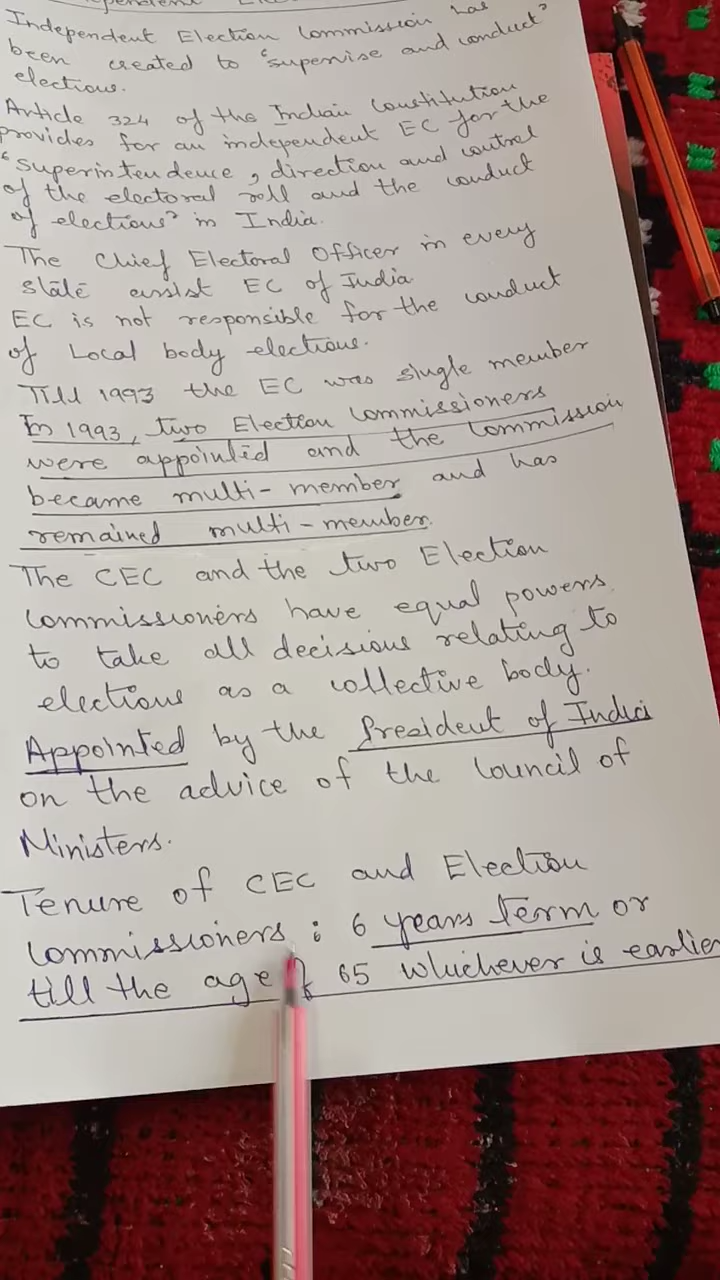 Independent Election Commission has
been created to "supervise and conduct"
elections.
Article 324 of the Indian Constitution
provides for an independent EC for the
"superintendence, direction and control
of the electoral roll and the conduct
of elections" in India.
The Chief Electoral Officer in every
state assist EC of India
EC is not responsible for the conduct
of Local body elections.
Till 1993 the EC was single member
In 1993, two Election Commissioners
were appointed and the Commission
became multi-member and has
remained multi-member.
The CEC and the two Election
Commissioners have equal powers
to take all decisions relating to
elections as a collective body.
Appointed by the President of India
on the advice of the Council of
Ministers.
Tenure of CEC and Election
Commissioners : 6 years term or
till the age of 65 whichever is earlier